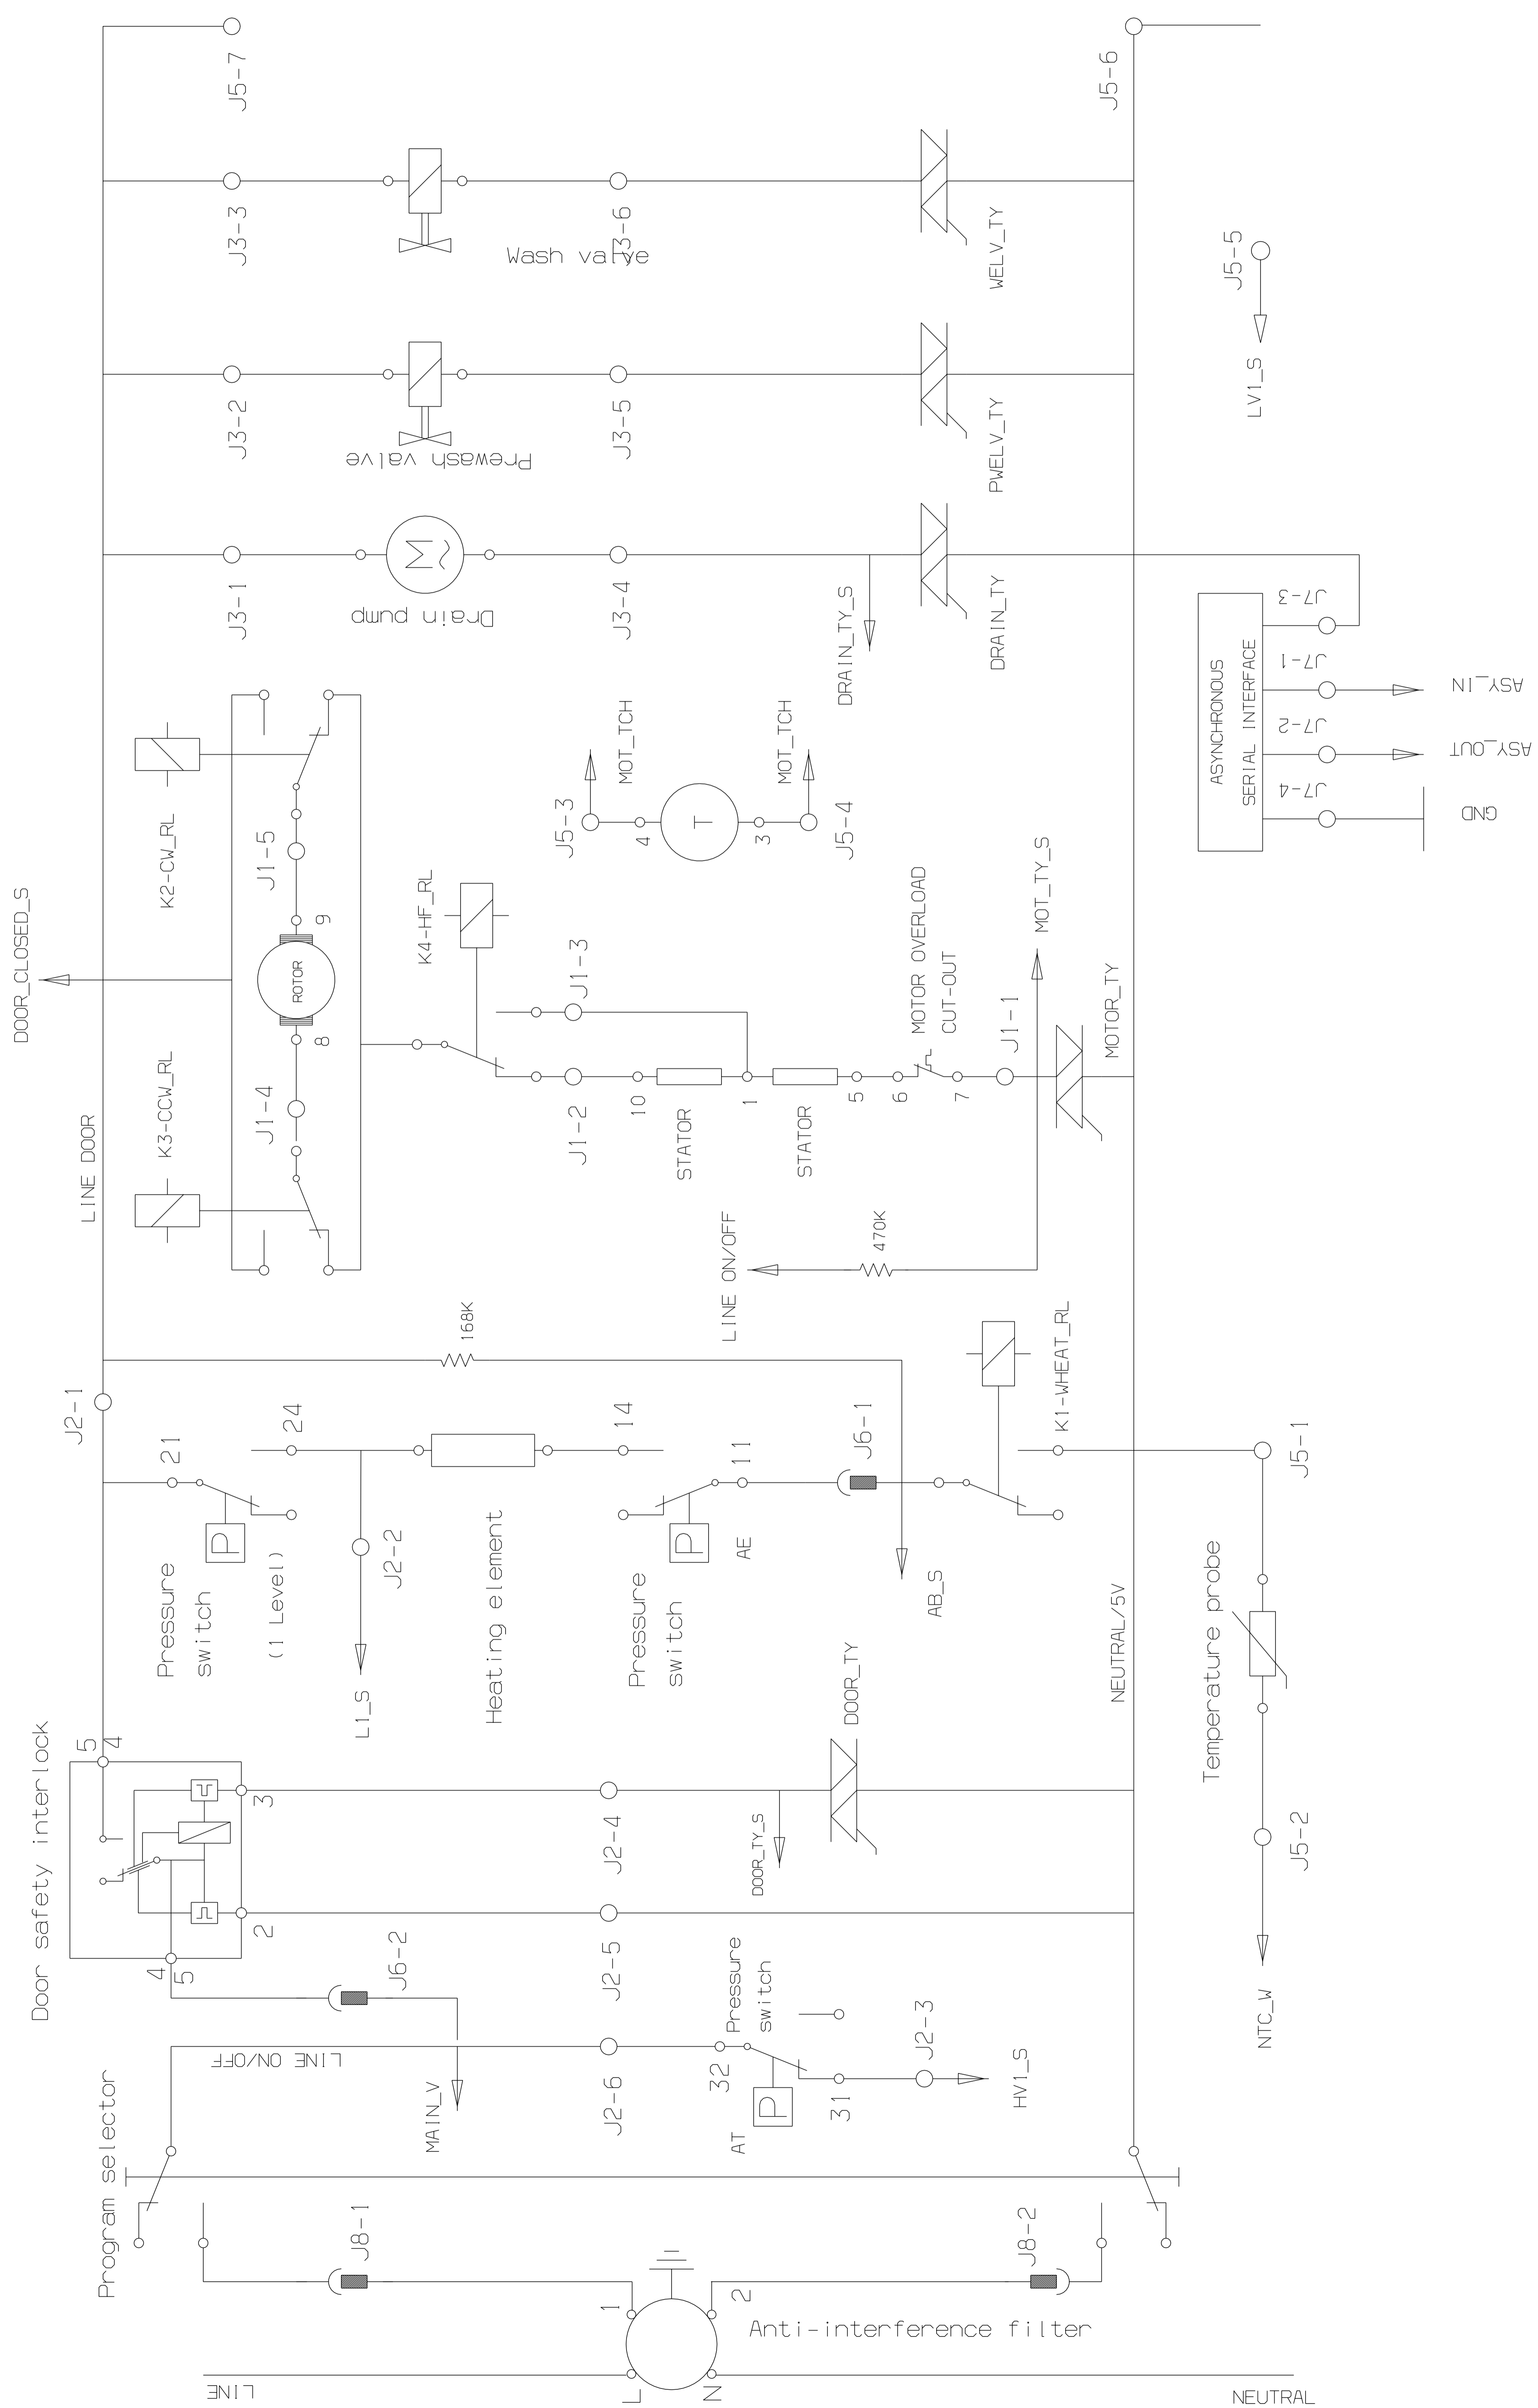 J5-7
J5-6
J3-3
J3-6
Wash valve
WELV_TY
J5-5
LV1_S
J3-2
J3-5
Prewash valve
PWELV_TY
J3-1
J3-4
Drain pump
M
~
DRAIN_TY_S
DRAIN_TY
J7-3
J7-1
J7-2
J7-4
ASYNCHRONOUS
SERIAL INTERFACE
ASY_IN
ASY_OUT
GND
K2-CW_RL
J1-5
9
ROTOR
8
J1-4
K3-CCW_RL
DOOR_CLOSED_S
LINE DOOR
MOT_TCH
J5-3
4
T
3
J5-4
MOT_TCH
K4-HF_RL
J1-3
J1-2
10
STATOR
1
STATOR
5
6
7
MOTOR OVERLOAD
CUT-OUT
J1-1
MOT_TY_S
MOTOR_TY
LINE ON/OFF
470K
168K
K1-WHEAT_RL
J2-1
21
24
14
11
J6-1
J5-1
P
Pressure
switch
(1 Level)
J2-2
L1_S
Heating element
P
Pressure
switch
AE
AB_S
NEUTRAL/5V
Temperature probe
J5-2
NTC_W
Door safety interlock
5
4
3
2
4
5
J2-4
DOOR_TY_S
DOOR_TY
J2-5
J6-2
LINE ON/OFF
MAIN_V
J2-6
Pressure
switch
32
31
P
AT
J2-3
HV1_S
Program selector
J8-1
J8-2
1
2
Anti-interference filter
L
N
LINE
NEUTRAL